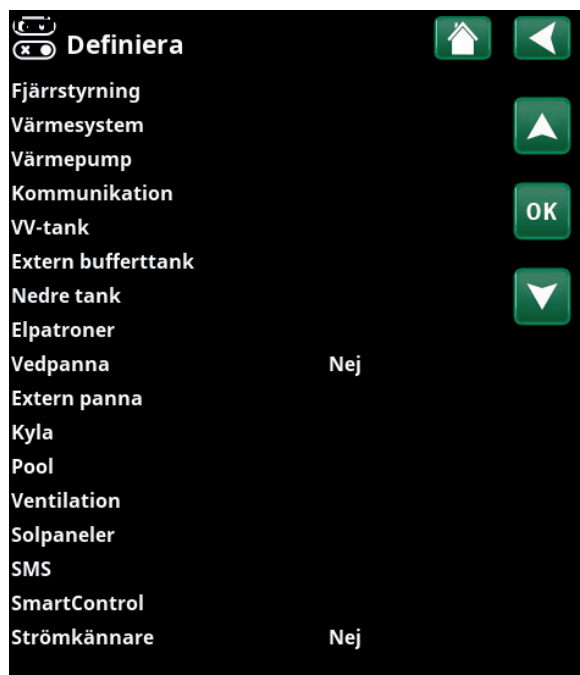 Definiera
Fjärrstyrning
Värmesystem
Värmepump
Kommunikation
VV-tank
OK
Extern bufferttank
Nedre tank
Elpatroner
Vedpanna Nej
Extern panna
Kyla
Pool
Ventilation
Solpaneler
SMS
SmartControl
Strömkännare Nej